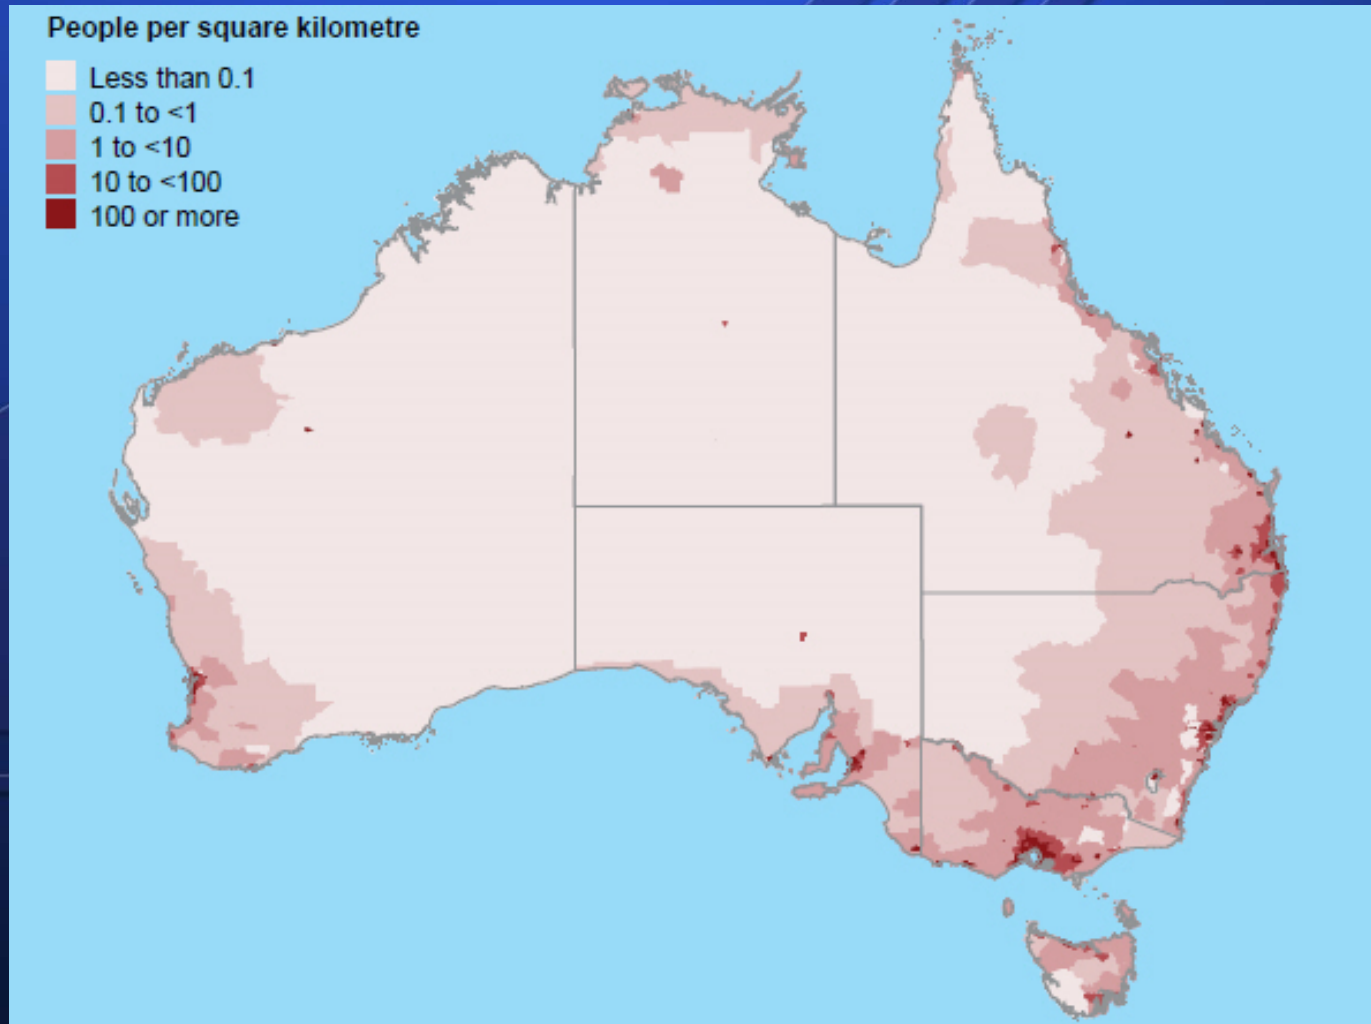 People per square kilometre
Less than 0.1
0.1 to <1
1 to <10
10 to <100
100 or more